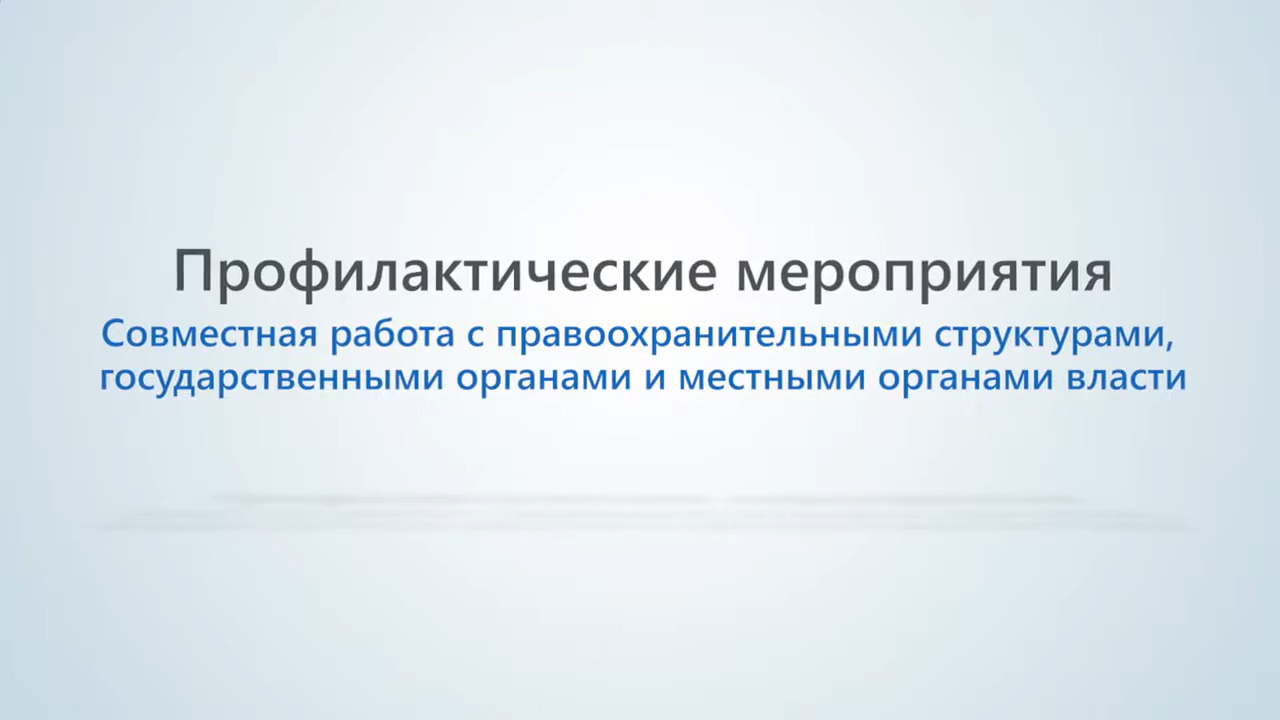 Профилактические мероприятия
Совместная работа с правоохранительными структурами,
государственными органами и местными органами власти